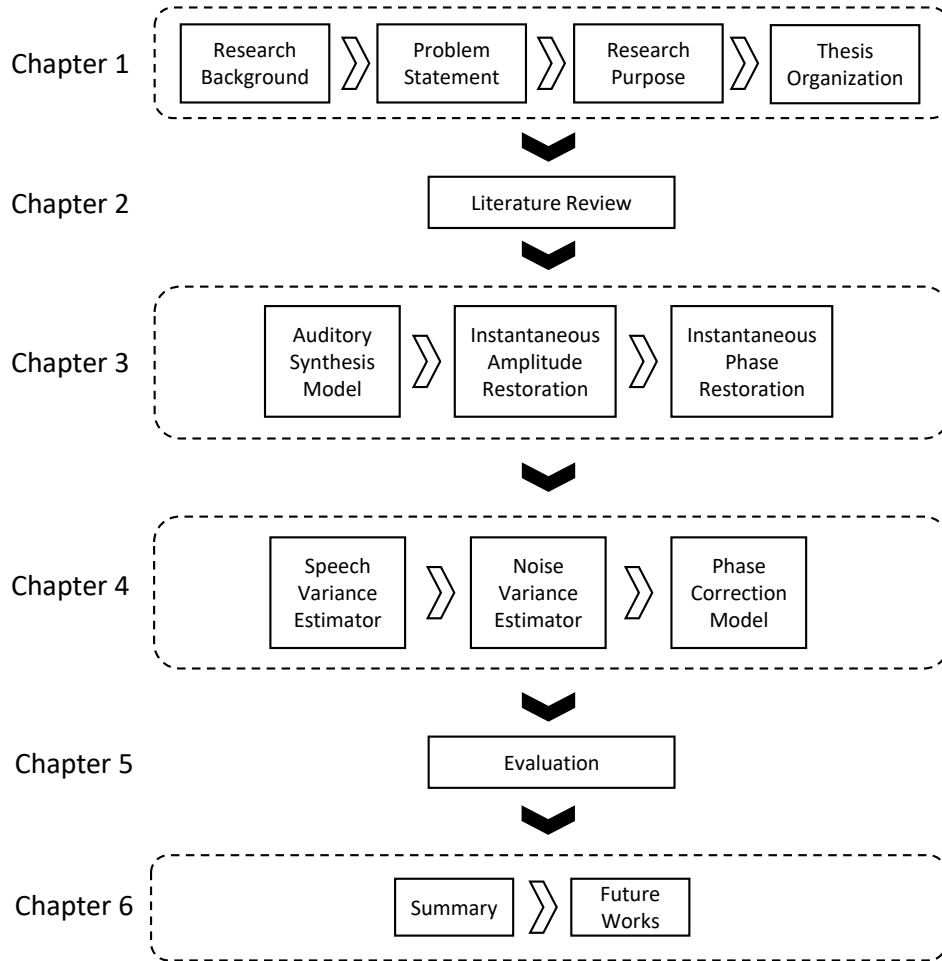 Chapter 1
Research
Background
Problem
Statement
Research
Purpose
Thesis
Organization
Chapter 2
Literature Review
Chapter 3
Auditory
Synthesis
Model
Instantaneous
Amplitude
Restoration
Instantaneous
Phase
Restoration
Chapter 4
Speech
Variance
Estimator
Noise
Variance
Estimator
Phase
Correction
Model
Chapter 5
Evaluation
Chapter 6
Summary
Future
Works